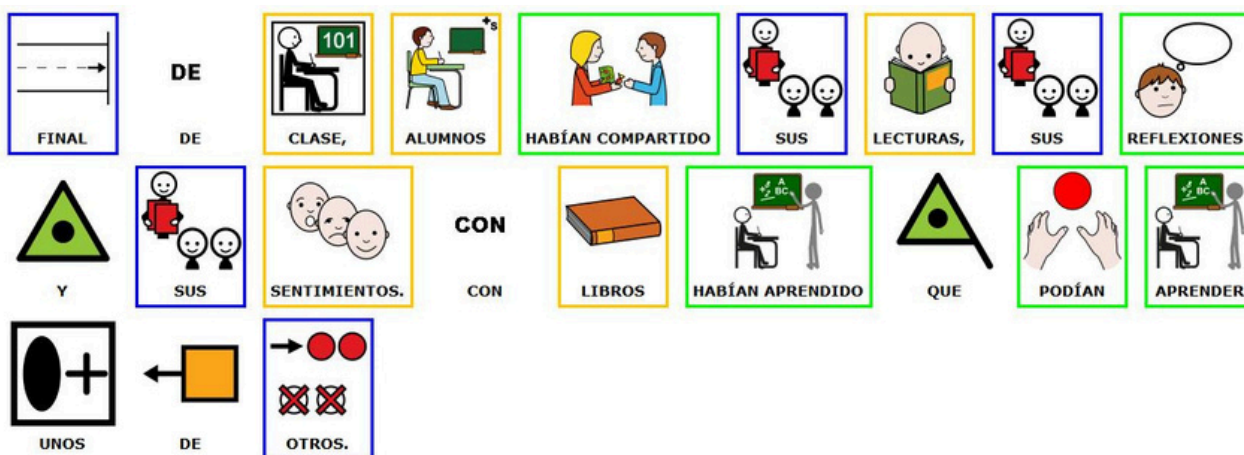 FINAL DE CLASE, ALUMNOS HABÍAN COMPARTIDO SUS LECTURAS, SUS REFLEXIONES
Y SUS SENTIMIENTOS. CON LIBROS HABÍAN APRENDIDO QUE PODÍAN APRENDER
UNOS DE OTROS.